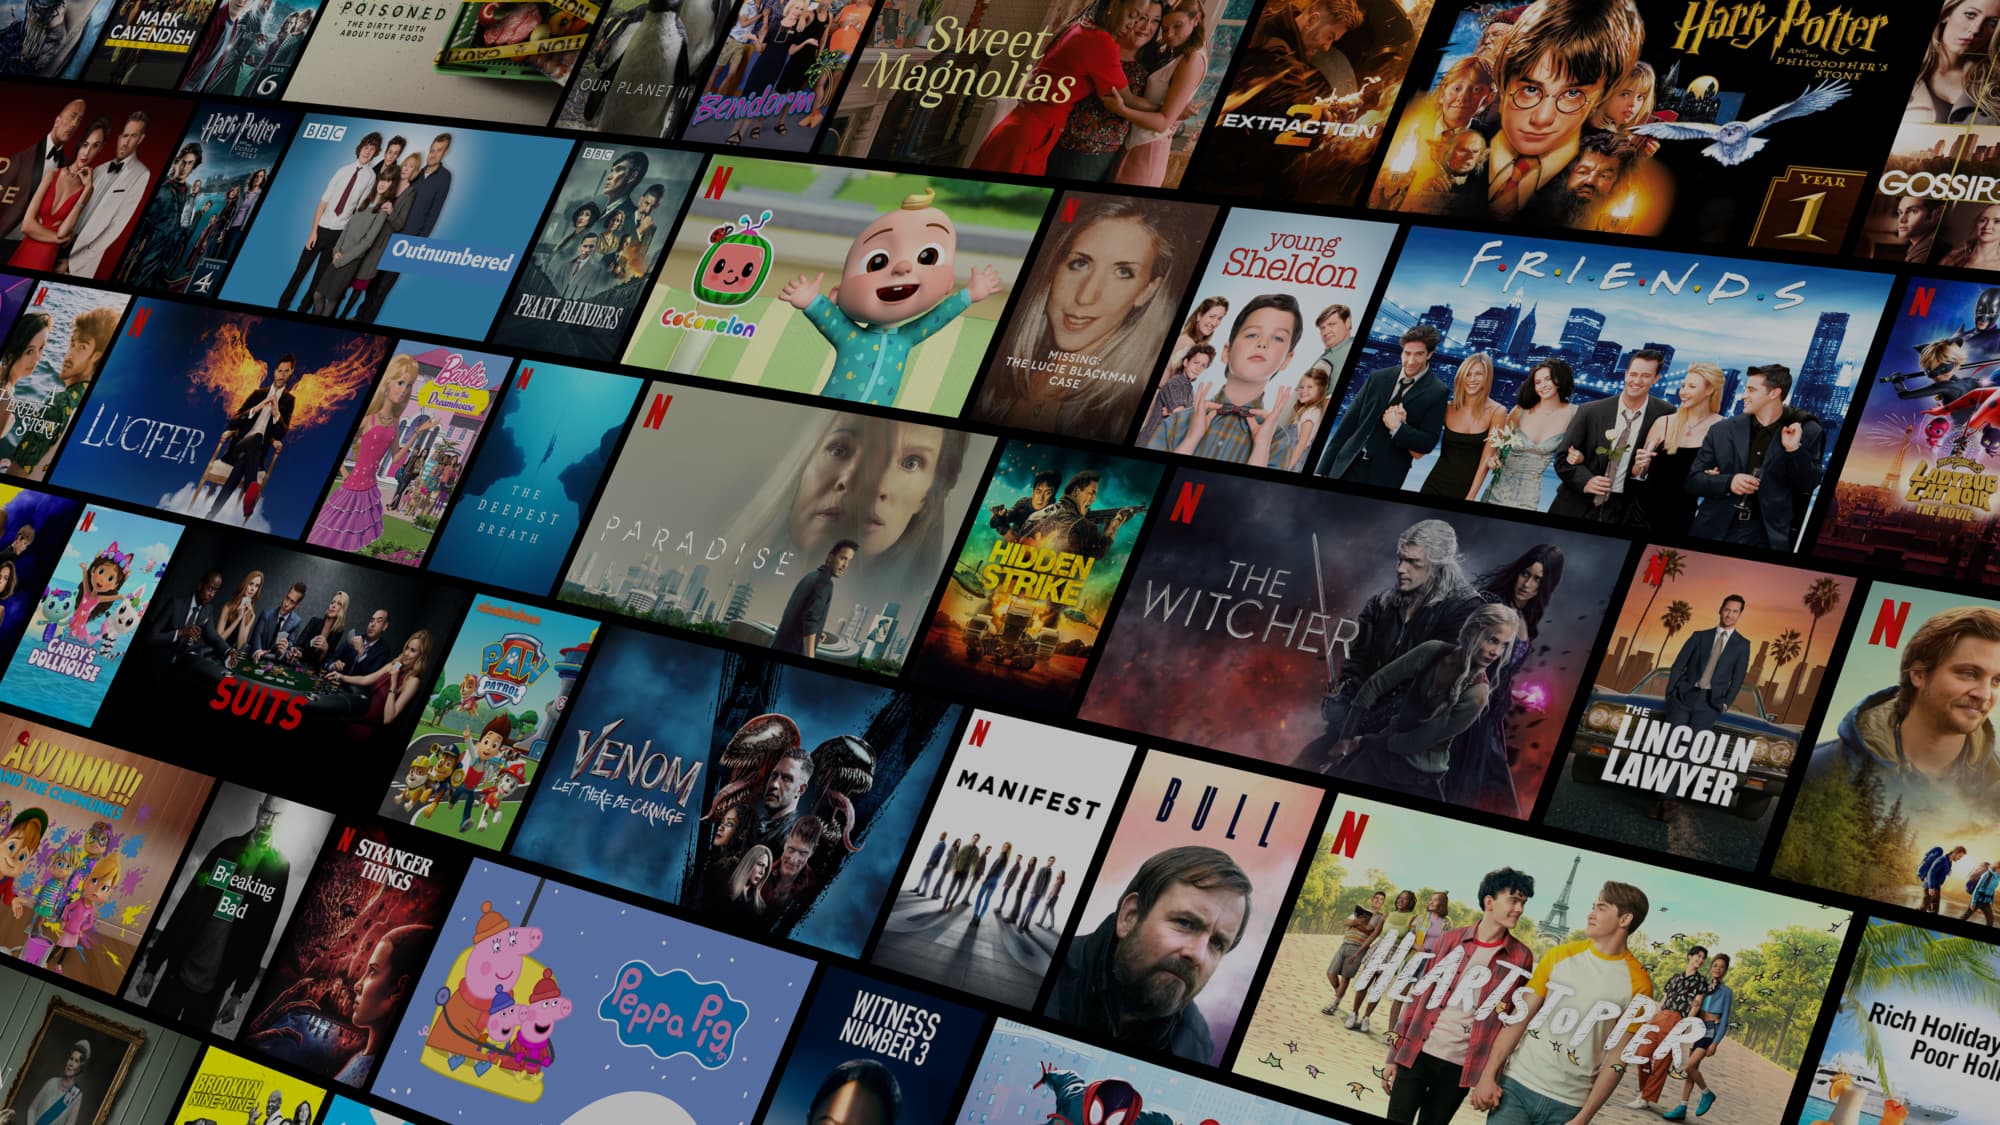 MARK
CAVENDISH
YEAR
6
POISONED
THE DIRTY TRUTH
ABOUT YOUR FOOD
OUR PLANET II
Benidorm
Sweet
Magnolias
EXTRACTION
2
Harry Potter
AND THE
PHILOSOPHER'S
STONE
YEAR
1
GOSSIP
Harry Potter
YEAR
4
BBC
Outnumbered
BBC
PEAKY BLINDERS
N
CoComelon
N
MISSING:
THE LUCIE BLACKMAN
CASE
young
Sheldon
F·R·I·E·N·D·S
N
LADYBUG
CAT NOIR
THE MOVIE
N
A
PERFECT
STORY
N
LUCIFER
Barbie
Life in the
Dreamhouse
N
THE
DEEPEST
BREATH
N
PARADISE
HIDDEN
STRIKE
N
THE
WITCHER
N
THE
LINCOLN
LAWYER
N
N
GABBY'S
DOLLHOUSE
SUITS
nickelodeon
PAW
PATROL
VENOM
LET THERE BE CARNAGE
N
MANIFEST
BULL
N
HEARTSTOPPER
Rich Holiday
Poor Hol
ALVINNN!!!
AND THE CHIPMUNKS
Breaking
Bad
N
STRANGER
THINGS
Peppa Pig
WITNESS
NUMBER 3
BROOKLYN
NINE-NINE